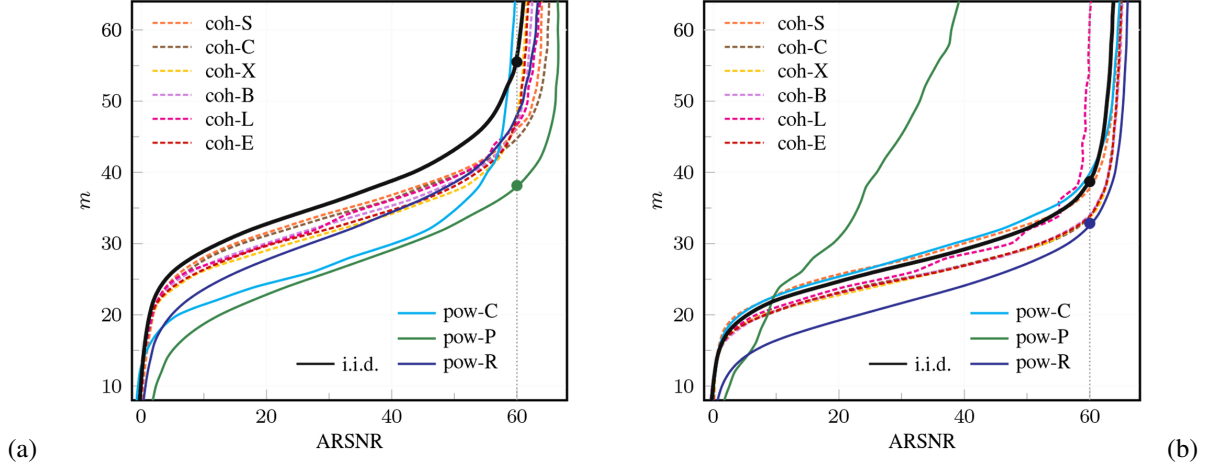 60
50
40
30
20
10
m
coh-S
coh-C
coh-X
coh-B
coh-L
coh-E
pow-C
pow-P
i.i.d. pow-R
0 20 40 60
ARSNR
(a)
60
50
40
30
20
10
m
coh-S
coh-C
coh-X
coh-B
coh-L
coh-E
pow-C
pow-P
i.i.d. pow-R
0 20 40 60
ARSNR
(b)